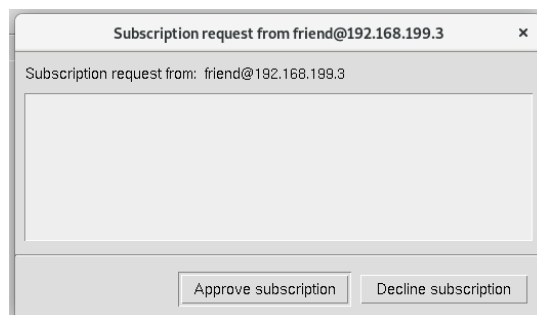 Subscription request from friend@192.168.199.3 ×
Subscription request from: friend@192.168.199.3
Approve subscription Decline subscription